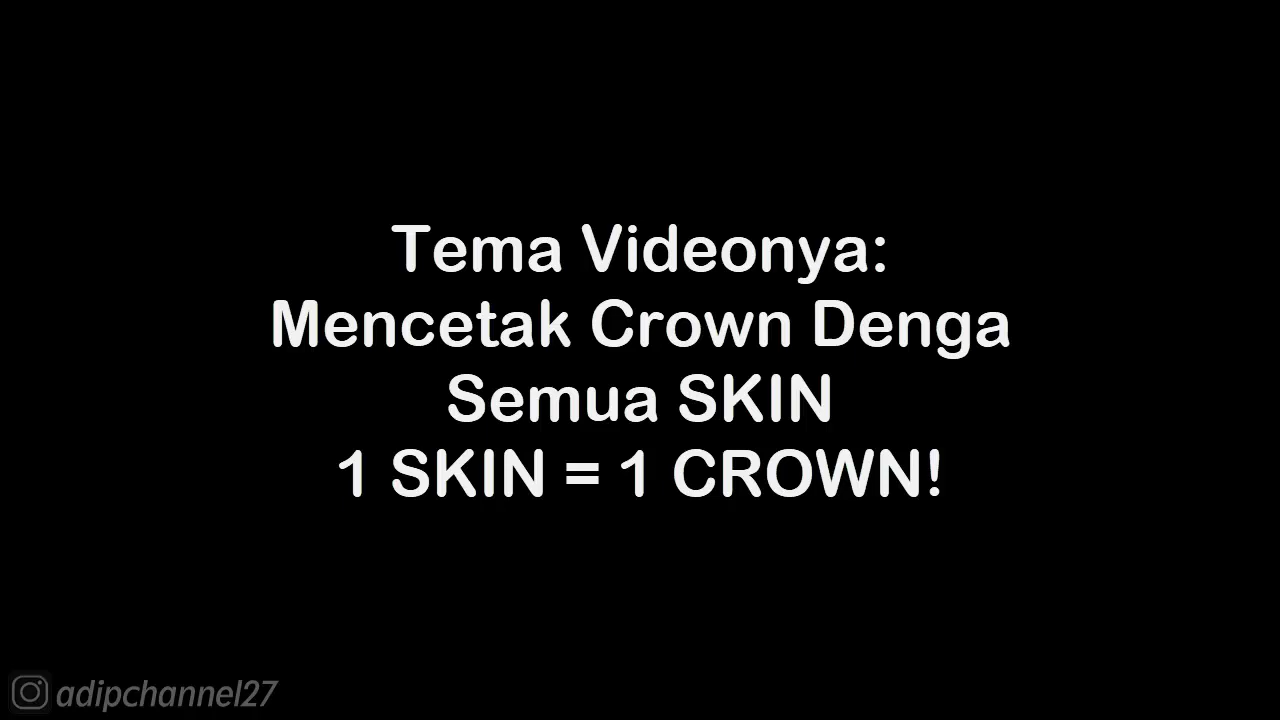 Tema Videonya:
Mencetak Crown Denga
Semua SKIN
1 SKIN = 1 CROWN!
adipchannel27